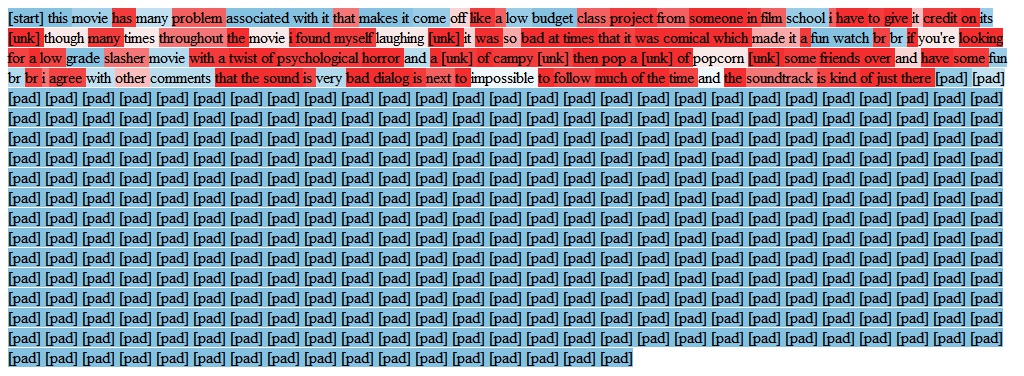 [start] this movie has many problem associated with it that makes it come off like a low budget class project from someone in film school i have to give it credit on its
[unk] though many times throughout the movie i found myself laughing [unk] it was so bad at times that it was comical which made it a fun watch br br if you're looking
for a low grade slasher movie with a twist of psychological horror and a [unk] of campy [unk] then pop a [unk] of popcorn [unk] some friends over and have some fun
br br i agree with other comments that the sound is very bad dialog is next to impossible to follow much of the time and the soundtrack is kind of just there [pad] [pad]
[pad] [pad] [pad] [pad] [pad] [pad] [pad] [pad] [pad] [pad] [pad] [pad] [pad] [pad] [pad] [pad] [pad] [pad] [pad] [pad] [pad] [pad] [pad] [pad] [pad] [pad] [pad]
[pad] [pad] [pad] [pad] [pad] [pad] [pad] [pad] [pad] [pad] [pad] [pad] [pad] [pad] [pad] [pad] [pad] [pad] [pad] [pad] [pad] [pad] [pad] [pad] [pad] [pad] [pad]
[pad] [pad] [pad] [pad] [pad] [pad] [pad] [pad] [pad] [pad] [pad] [pad] [pad] [pad] [pad] [pad] [pad] [pad] [pad] [pad] [pad] [pad] [pad] [pad] [pad] [pad] [pad]
[pad] [pad] [pad] [pad] [pad] [pad] [pad] [pad] [pad] [pad] [pad] [pad] [pad] [pad] [pad] [pad] [pad] [pad] [pad] [pad] [pad] [pad] [pad] [pad] [pad] [pad] [pad]
[pad] [pad] [pad] [pad] [pad] [pad] [pad] [pad] [pad] [pad] [pad] [pad] [pad] [pad] [pad] [pad] [pad] [pad] [pad] [pad] [pad] [pad] [pad] [pad] [pad] [pad] [pad]
[pad] [pad] [pad] [pad] [pad] [pad] [pad] [pad] [pad] [pad] [pad] [pad] [pad] [pad] [pad] [pad] [pad] [pad] [pad] [pad] [pad] [pad] [pad] [pad] [pad] [pad] [pad]
[pad] [pad] [pad] [pad] [pad] [pad] [pad] [pad] [pad] [pad] [pad] [pad] [pad] [pad] [pad] [pad] [pad] [pad] [pad] [pad] [pad] [pad] [pad] [pad] [pad] [pad] [pad]
[pad] [pad] [pad] [pad] [pad] [pad] [pad] [pad] [pad] [pad] [pad] [pad] [pad] [pad] [pad] [pad] [pad] [pad] [pad] [pad] [pad] [pad] [pad] [pad] [pad] [pad] [pad]
[pad] [pad] [pad] [pad] [pad] [pad] [pad] [pad] [pad] [pad] [pad] [pad] [pad] [pad] [pad] [pad] [pad] [pad] [pad] [pad] [pad] [pad] [pad] [pad] [pad] [pad] [pad]
[pad] [pad] [pad] [pad] [pad] [pad] [pad] [pad] [pad] [pad] [pad] [pad] [pad] [pad] [pad] [pad] [pad] [pad] [pad] [pad] [pad] [pad] [pad] [pad] [pad] [pad] [pad]
[pad] [pad] [pad] [pad] [pad] [pad] [pad] [pad] [pad] [pad] [pad] [pad] [pad] [pad] [pad] [pad] [pad] [pad] [pad] [pad] [pad] [pad] [pad] [pad] [pad] [pad] [pad]
[pad] [pad] [pad] [pad] [pad] [pad] [pad] [pad] [pad] [pad] [pad] [pad] [pad] [pad] [pad] [pad] [pad] [pad] [pad] [pad] [pad] [pad] [pad] [pad] [pad] [pad] [pad]
[pad] [pad] [pad] [pad] [pad] [pad] [pad] [pad] [pad] [pad] [pad] [pad] [pad] [pad] [pad] [pad] [pad] [pad] [pad] [pad] [pad] [pad] [pad] [pad] [pad] [pad] [pad]
[pad] [pad] [pad] [pad] [pad] [pad] [pad] [pad] [pad] [pad] [pad] [pad] [pad] [pad] [pad] [pad] [pad]